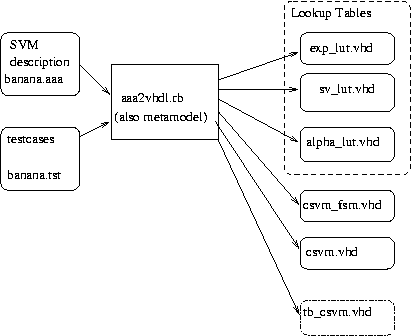 Lookup Tables
SVM
description
banana.aaa
testcases
banana.tst
aaa2vhdl.rb
(also metamodel)
exp_lut.vhd
sv_lut.vhd
alpha_lut.vhd
csvm_fsm.vhd
csvm.vhd
tb_csvm.vhd